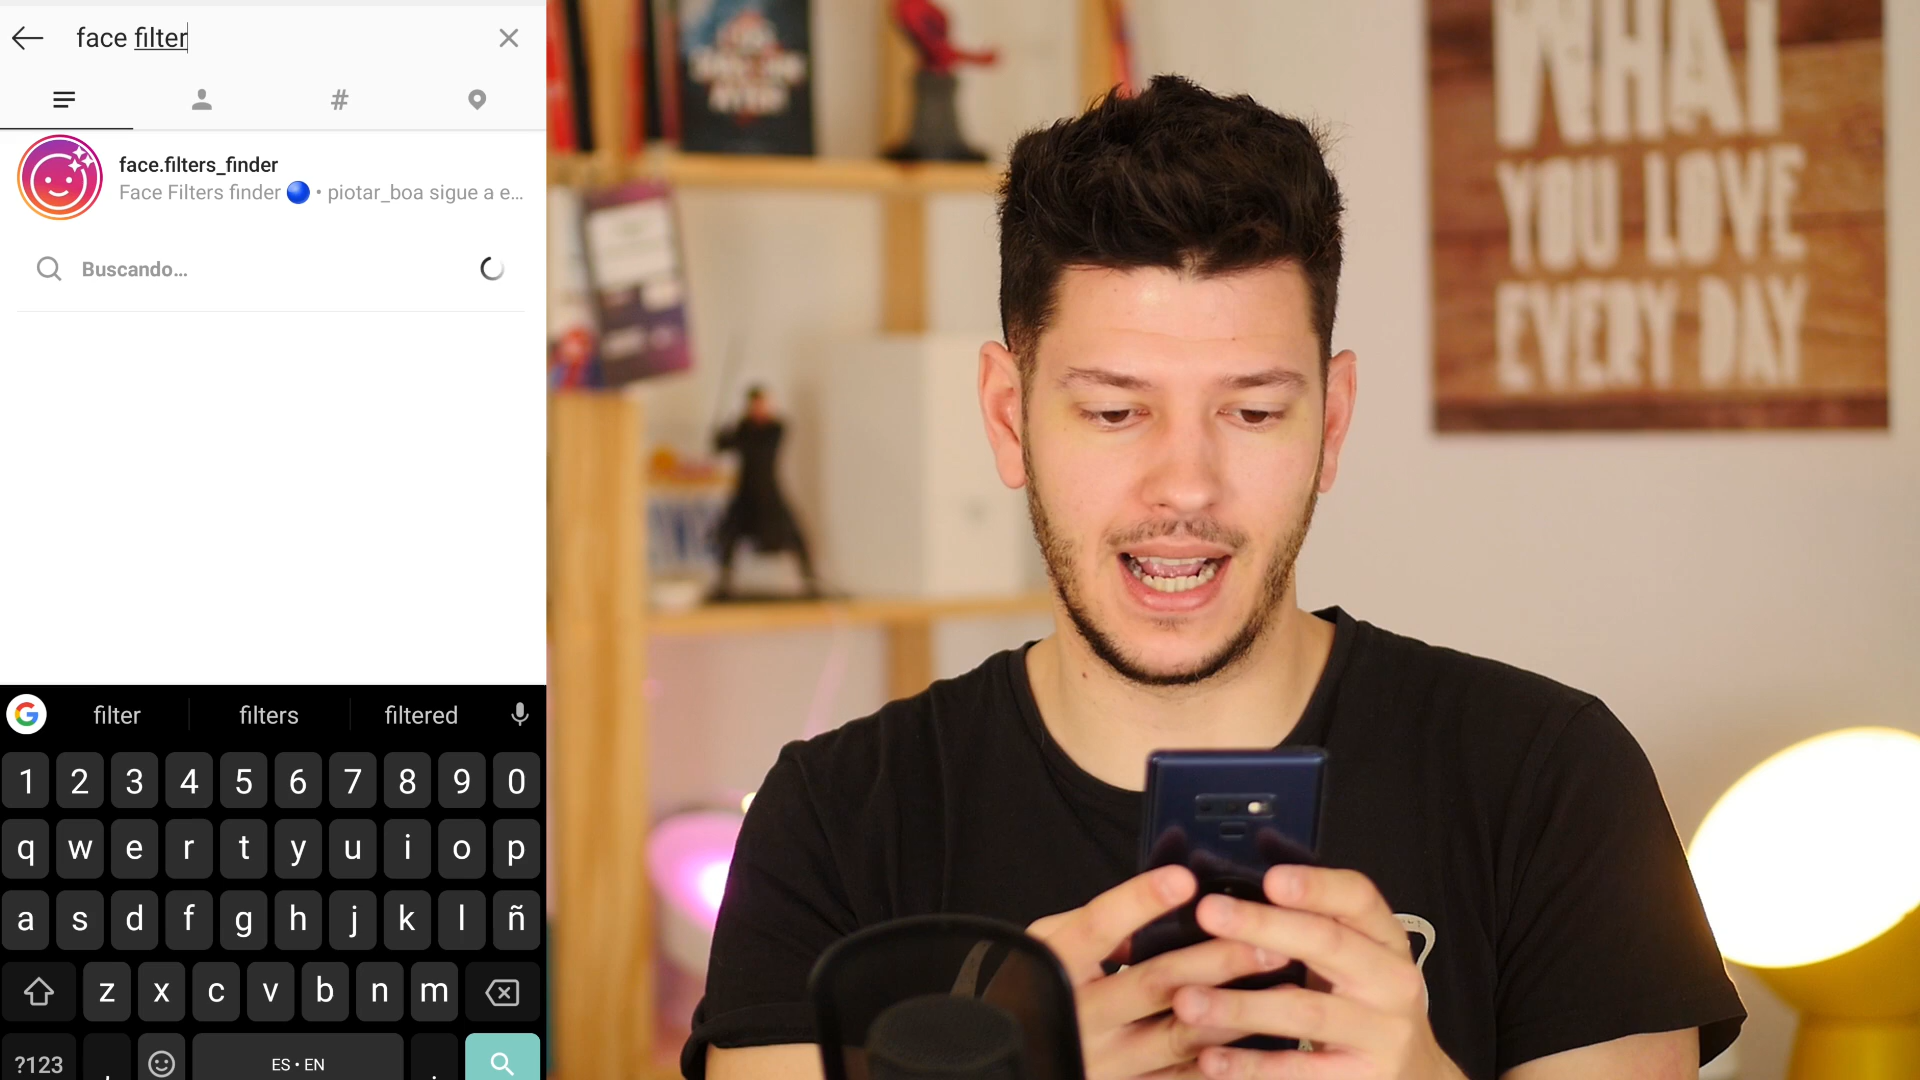 face filter
#
face.filters_finder
Face Filters finder 🔵 • piotar_boa sigue a e...
Buscando...
G filter filters filtered
1 2 3 4 5 6 7 8 9 0
q w e r t y u i o p
a s d f g h j k l ñ
z x c v b n m
?123 , ES • EN .
WHAT
YOU LOVE
EVERY DAY